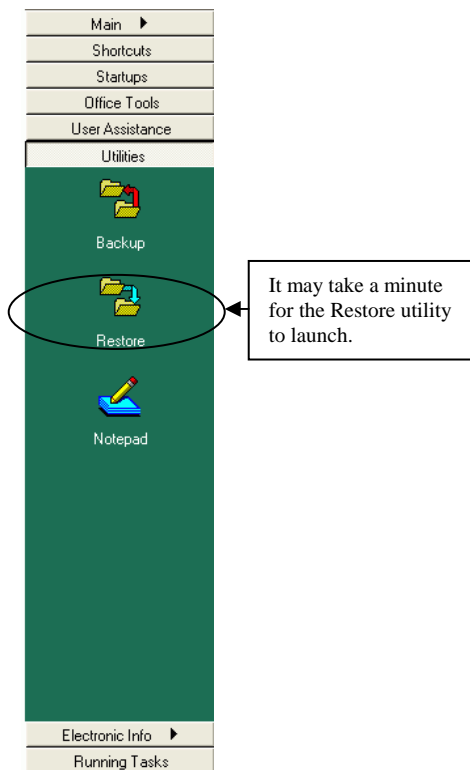 Main
Shortcuts
Startups
Office Tools
User Assistance
Utilities
Backup
Restore
It may take a minute
for the Restore utility
to launch.
Notepad
Electronic Info
Running Tasks